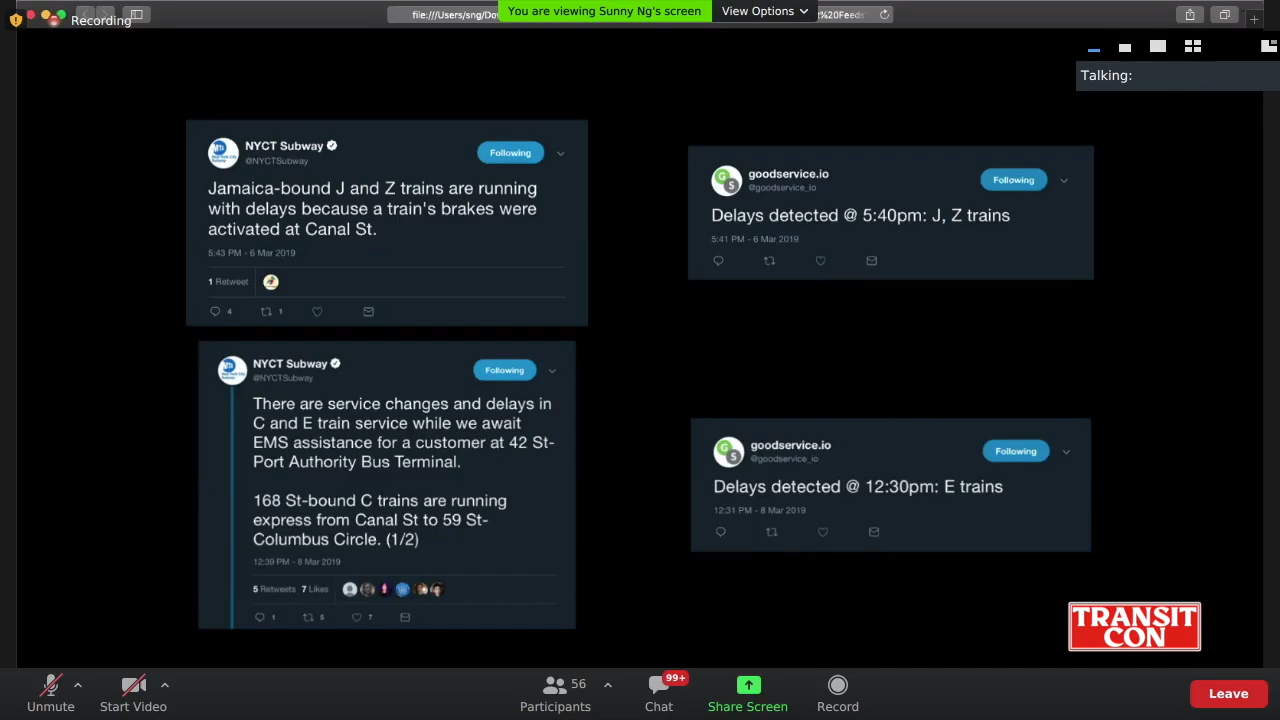 Recording
file:///Users/sng/Do
You are viewing Sunny Ng's screen
View Options
%20Feeds
Talking:
NYCT Subway
@NYCTSubway
Following
Jamaica-bound J and Z trains are running
with delays because a train's brakes were
activated at Canal St.
5:43 PM - 6 Mar 2019
1 Retweet
4
1
goodservice.io
@goodservice_io
Following
Delays detected @ 5:40pm: J, Z trains
5:41 PM - 6 Mar 2019
NYCT Subway
@NYCTSubway
Following
There are service changes and delays in
C and E train service while we await
EMS assistance for a customer at 42 St-
Port Authority Bus Terminal.
168 St-bound C trains are running
express from Canal St to 59 St-
Columbus Circle. (1/2)
12:39 PM - 8 Mar 2019
5 Retweets 7 Likes
1
5
7
goodservice.io
@goodservice_io
Following
Delays detected @ 12:30pm: E trains
12:31 PM - 8 Mar 2019
TRANSIT
CON
Unmute
Start Video
56
Participants
99+
Chat
Share Screen
Record
Leave